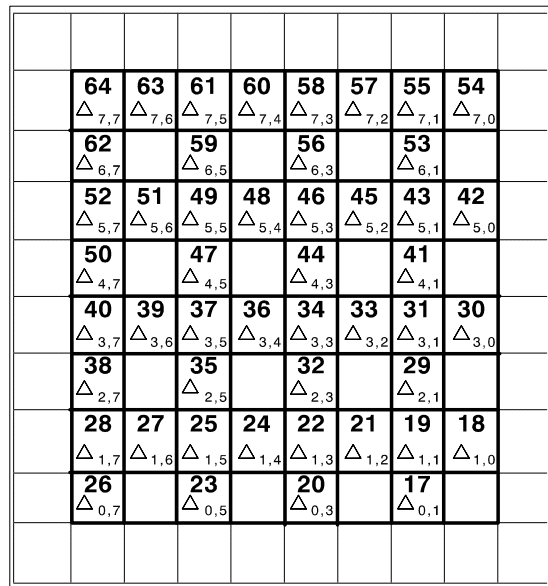 64 63 61 60 58 57 55 54
△7,7 △7,6 △7,5 △7,4 △7,3 △7,2 △7,1 △7,0
62 59 56 53
△6,7 △6,5 △6,3 △6,1
52 51 49 48 46 45 43 42
△5,7 △5,6 △5,5 △5,4 △5,3 △5,2 △5,1 △5,0
50 47 44 41
△4,7 △4,5 △4,3 △4,1
40 39 37 36 34 33 31 30
△3,7 △3,6 △3,5 △3,4 △3,3 △3,2 △3,1 △3,0
38 35 32 29
△2,7 △2,5 △2,3 △2,1
28 27 25 24 22 21 19 18
△1,7 △1,6 △1,5 △1,4 △1,3 △1,2 △1,1 △1,0
26 23 20 17
△0,7 △0,5 △0,3 △0,1